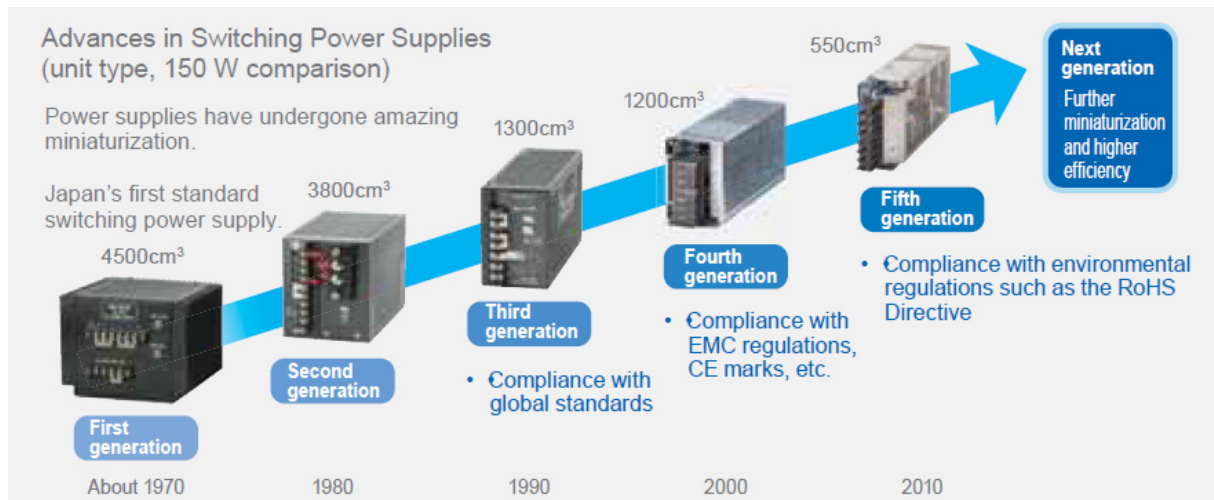 Advances in Switching Power Supplies
(unit type, 150 W comparison)
Power supplies have undergone amazing
miniaturization.
Japan's first standard
switching power supply.
4500cm³
First
generation
3800cm³
Second
generation
1300cm³
Third
generation
• Compliance with
global standards
1200cm³
Fourth
generation
• Compliance with
EMC regulations,
CE marks, etc.
550cm³
Fifth
generation
• Compliance with environmental
regulations such as the RoHS
Directive
Next
generation
Further
miniaturization
and higher
efficiency
About 1970
1980
1990
2000
2010